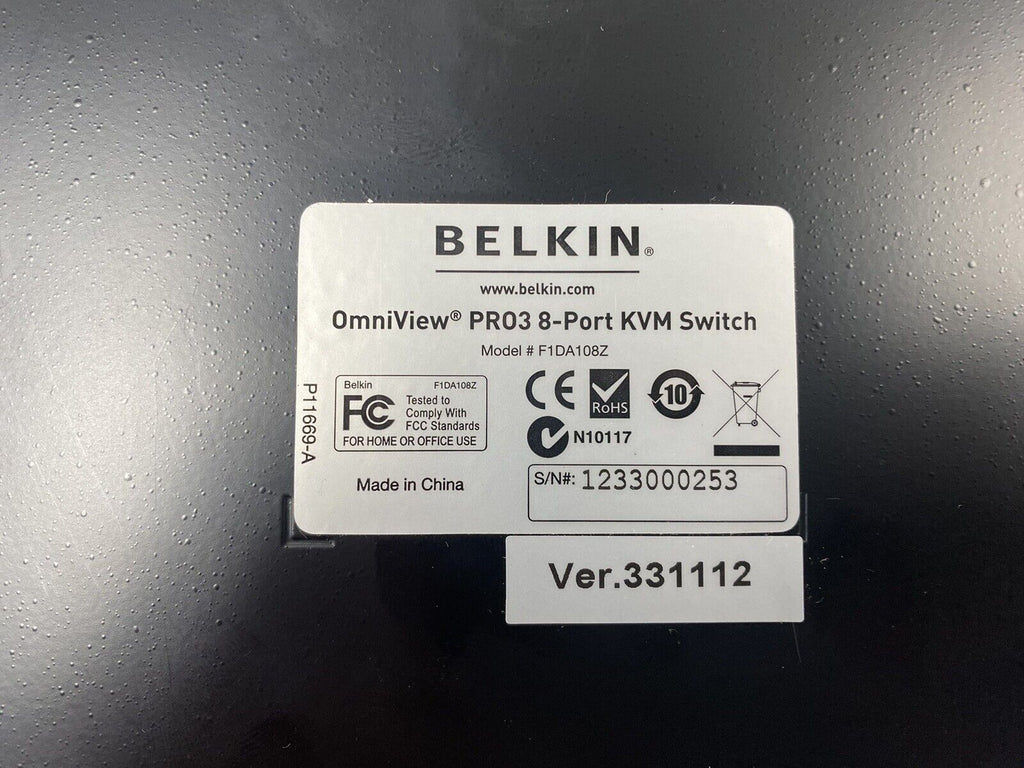 BELKIN®
www.belkin.com
OmniView® PRO3 8-Port KVM Switch
Model # F1DA108Z
P11669-A
Belkin F1DA108Z
FC Tested to
Comply With
FCC Standards
FOR HOME OR OFFICE USE
CE RoHS 10
N10117
Made in China
S/N#: 1233000253
Ver.331112